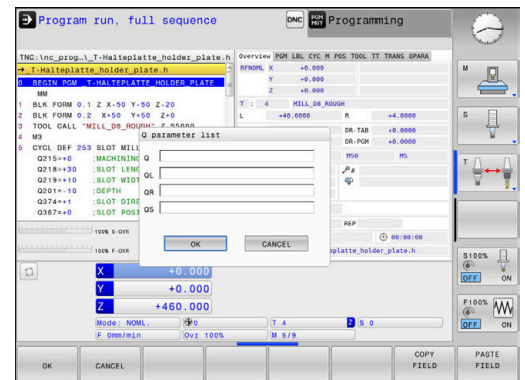 Program run, full sequence
DNC
PGM MGT
Programming
TNC:\nc_prog…\_T-Halteplatte_holder_plate.h
→_T-Halteplatte_holder_plate.h
0 BEGIN PGM _T-HALTEPLATTE_HOLDER_PLATE
MM
1 BLK FORM 0.1 Z X-50 Y-50 Z-20
2 BLK FORM 0.2 X+50 Y+50 Z+0
3 TOOL CALL "MILL_D8_ROUGH" Z S5000
4 M3
5 CYCL DEF 253 SLOT MILL
Q215=+0 ;MACHINING
Q218=+30 ;SLOT LENG
Q219=+10 ;SLOT WIDT
Q201=-10 ;DEPTH
Q374=+1 ;SLOT DIRE
Q367=+0 ;SLOT POSI
Overview PGM LBL CYC M POS TOOL TT TRANS QPARA
RFNOML X +0.000
Y +0.000
Z +0.000
T : 4 MILL_D8_ROUGH
L +40.0000 R +4.0000
DR-TAB +0.0000
DR-PGM +0.0000
M50 M5
REP
00:00:00
platte_holder_plate.h
Q parameter list
Q
QL
QR
QS
OK
CANCEL
100% S-OVR
100% F-OVR
X +0.000
Y +0.000
Z +460.000
Mode: NOML. 0 T 4 Z S 0
F 0mm/min Ovr 100% M 5/9
M
S
T
S100%
OFF ON
F100%
OFF ON
OK
CANCEL
COPY FIELD
PASTE FIELD